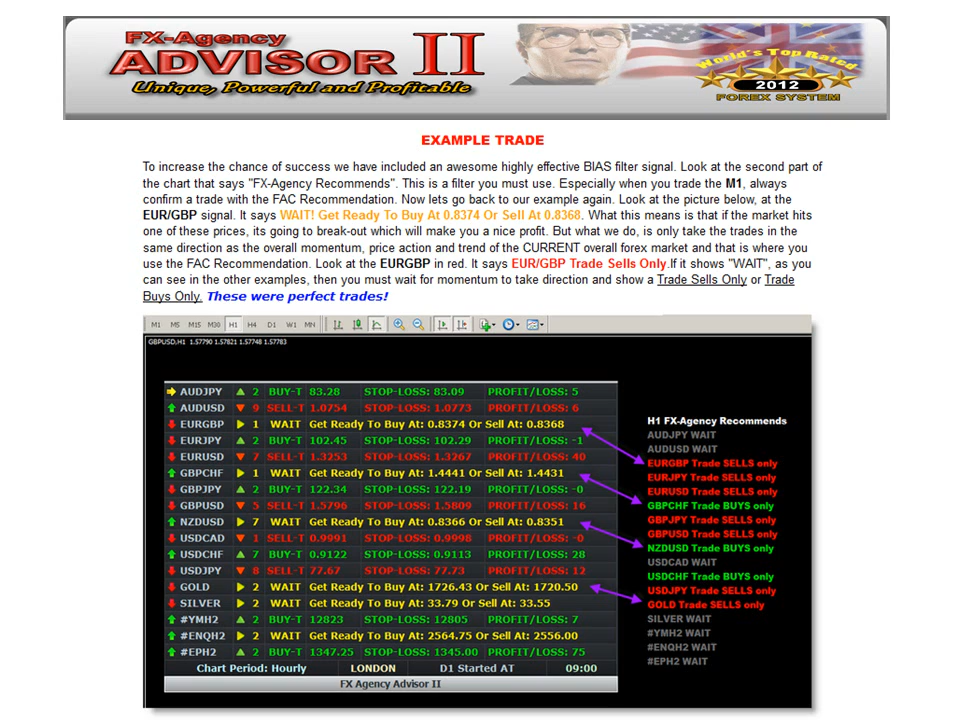 FX-Agency
ADVISOR II
Unique, Powerful and Profitable
World's Top Rated
2012
FOREX SYSTEM
EXAMPLE TRADE
To increase the chance of success we have included an awesome highly effective BIAS filter signal. Look at the second part of
the chart that says "FX-Agency Recommends". This is a filter you must use. Especially when you trade the M1, always
confirm a trade with the FAC Recommendation. Now lets go back to our example again. Look at the picture below, at the
EUR/GBP signal. It says WAIT! Get Ready To Buy At 0.8374 Or Sell At 0.8368. What this means is that if the market hits
one of these prices, its going to break-out which will make you a nice profit. But what we do, is only take the trades in the
same direction as the overall momentum, price action and trend of the CURRENT overall forex market and that is where you
use the FAC Recommendation. Look at the EURGBP in red. It says EUR/GBP Trade Sells Only.If it shows "WAIT", as you
can see in the other examples, then you must wait for momentum to take direction and show a Trade Sells Only or Trade
Buys Only. These were perfect trades!
M1 M5 M15 M30 H1 H4 D1 W1 MN
GBPUSD,H1 1.57790 1.57821 1.57748 1.57783
AUDJPY 2 BUY-T 83.28 STOP-LOSS: 83.09 PROFIT/LOSS: 5
AUDUSD 9 SELL-T 1.0754 STOP-LOSS: 1.0773 PROFIT/LOSS: 6
EURGBP 1 WAIT Get Ready To Buy At: 0.8374 Or Sell At: 0.8368
EURJPY 2 BUY-T 102.45 STOP-LOSS: 102.29 PROFIT/LOSS: -1
EURUSD 7 SELL-T 1.3253 STOP-LOSS: 1.3267 PROFIT/LOSS: 40
GBPCHF 1 WAIT Get Ready To Buy At: 1.4441 Or Sell At: 1.4431
GBPJPY 2 BUY-T 122.34 STOP-LOSS: 122.19 PROFIT/LOSS: -0
GBPUSD 5 SELL-T 1.5796 STOP-LOSS: 1.5809 PROFIT/LOSS: 16
NZDUSD 7 WAIT Get Ready To Buy At: 0.8366 Or Sell At: 0.8351
USDCAD 1 SELL-T 0.9991 STOP-LOSS: 0.9998 PROFIT/LOSS: -0
USDCHF 7 BUY-T 0.9122 STOP-LOSS: 0.9113 PROFIT/LOSS: 28
USDJPY 8 SELL-T 77.67 STOP-LOSS: 77.73 PROFIT/LOSS: 12
GOLD 2 WAIT Get Ready To Buy At: 1726.43 Or Sell At: 1720.50
SILVER 2 WAIT Get Ready To Buy At: 33.79 Or Sell At: 33.55
#YMH2 2 BUY-T 12823 STOP-LOSS: 12805 PROFIT/LOSS: 7
#ENQH2 2 WAIT Get Ready To Buy At: 2564.75 Or Sell At: 2556.00
#EPH2 2 BUY-T 1347.25 STOP-LOSS: 1345.00 PROFIT/LOSS: 75
Chart Period: Hourly LONDON D1 Started AT 09:00
FX Agency Advisor II
H1 FX-Agency Recommends
AUDJPY WAIT
AUDUSD WAIT
EURGBP Trade SELLS only
EURJPY Trade SELLS only
EURUSD Trade SELLS only
GBPCHF Trade BUYS only
GBPJPY Trade SELLS only
GBPUSD Trade SELLS only
NZDUSD Trade BUYS only
USDCAD WAIT
USDCHF Trade BUYS only
USDJPY Trade SELLS only
GOLD Trade SELLS only
SILVER WAIT
#YMH2 WAIT
#ENQH2 WAIT
#EPH2 WAIT